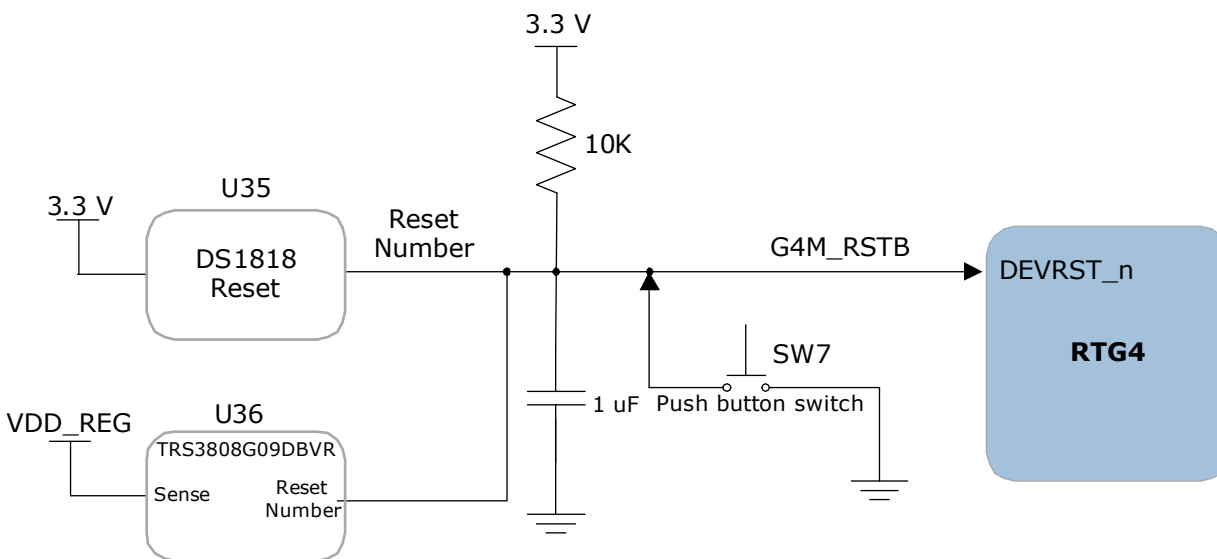 3.3 V
10K
U35
3.3 V
DS1818
Reset
Reset
Number
G4M_RSTB
DEVRST_n
RTG4
SW7
Push button switch
1 uF
U36
VDD_REG
TRS3808G09DBVR
Sense
Reset
Number